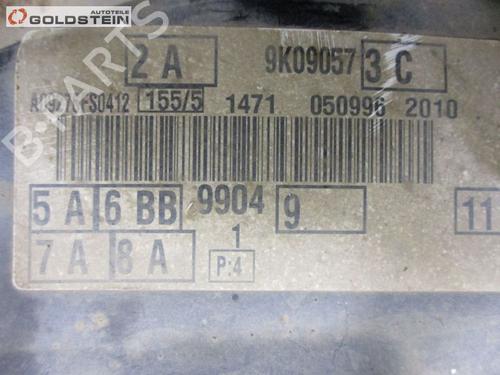 AUTOTEILE
GOLDSTEIN
2 A 9K09057 3 C
155/5 1471 050996 2010
5 A 6 BB 9904 9 11
7 A 8 A 1
P:4
B-PARTS